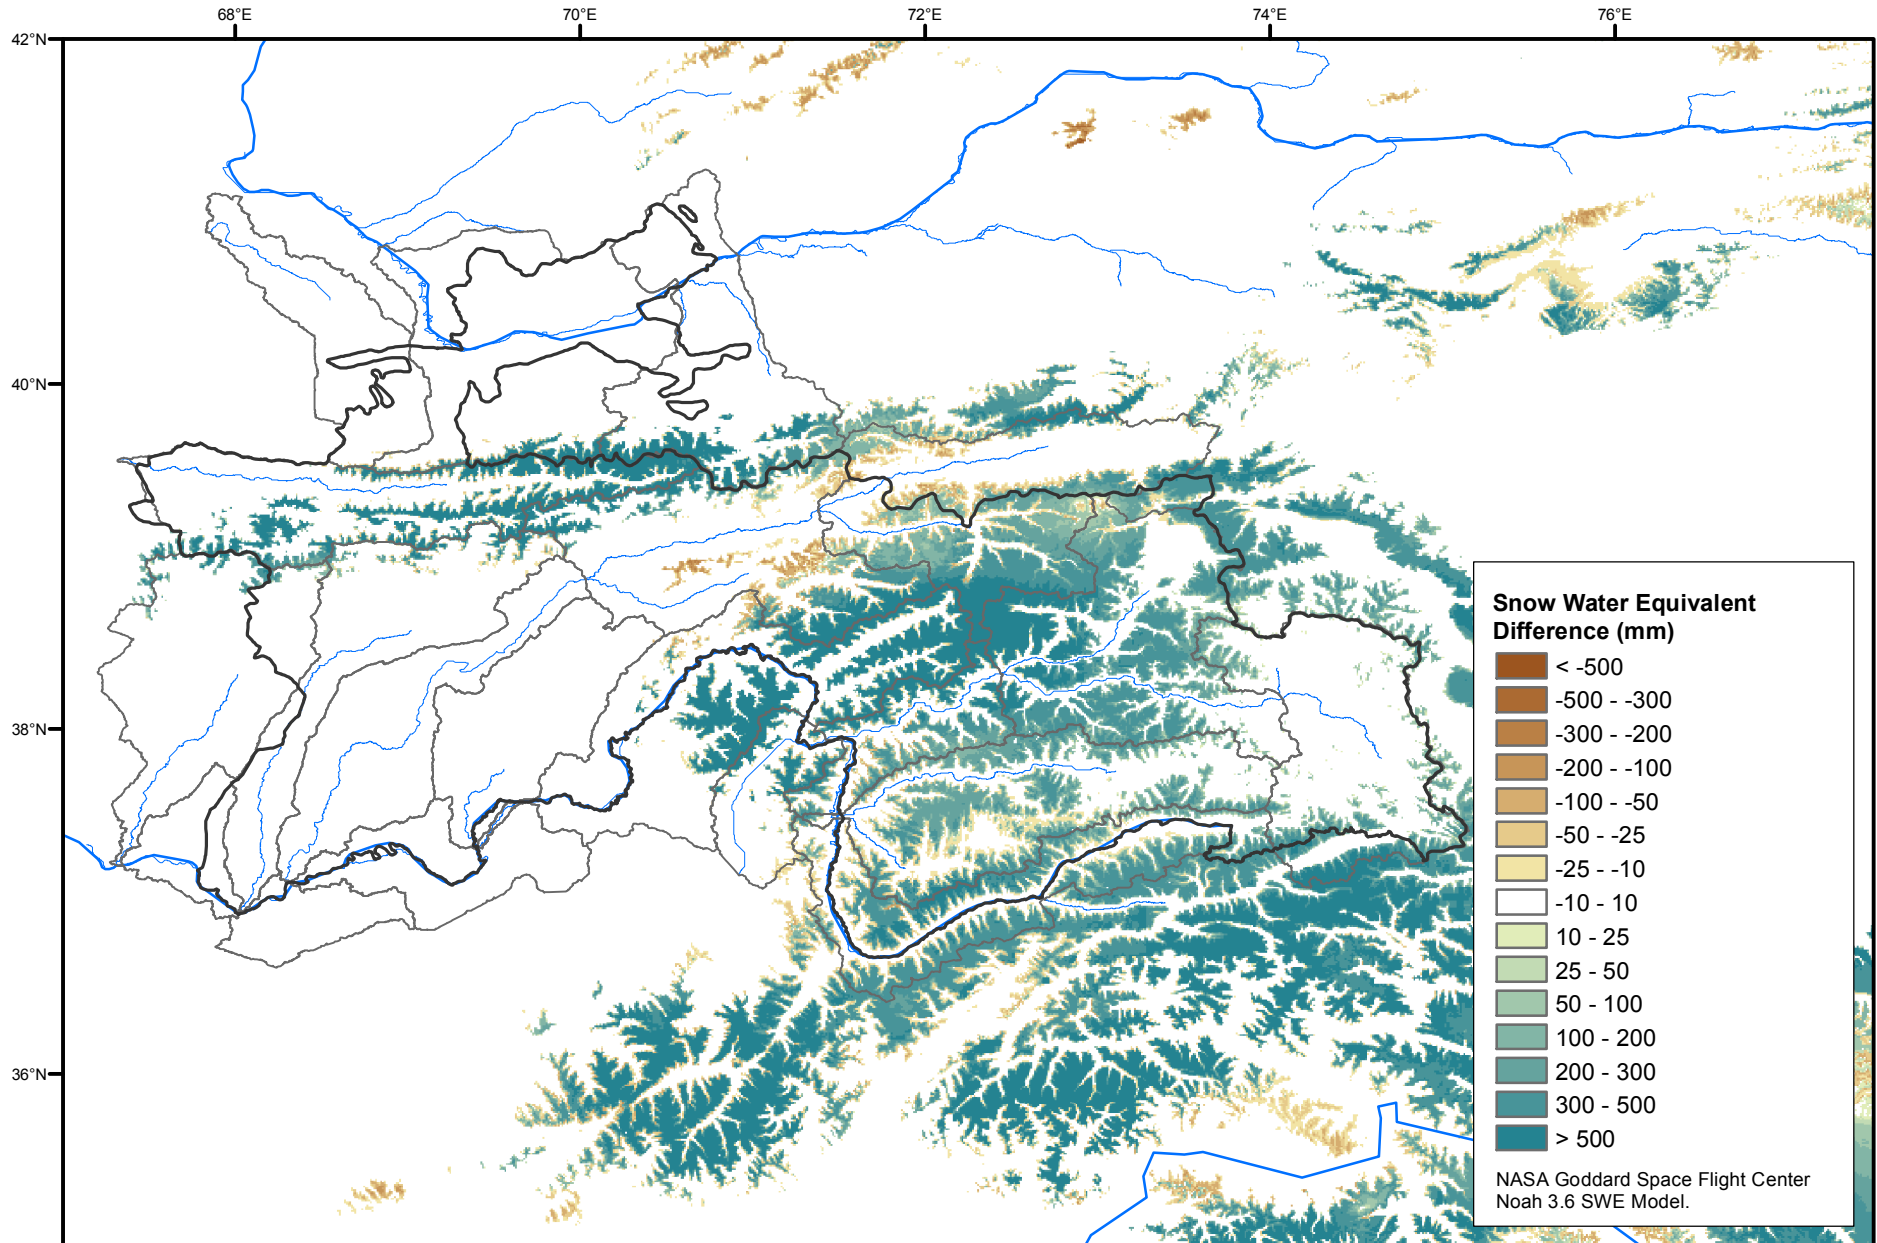 68°E 70°E 72°E 74°E 76°E
42°N
40°N
38°N
36°N
Snow Water Equivalent
Difference (mm)
< -500
-500 - -300
-300 - -200
-200 - -100
-100 - -50
-50 - -25
-25 - -10
-10 - 10
10 - 25
25 - 50
50 - 100
100 - 200
200 - 300
300 - 500
> 500
NASA Goddard Space Flight Center
Noah 3.6 SWE Model.